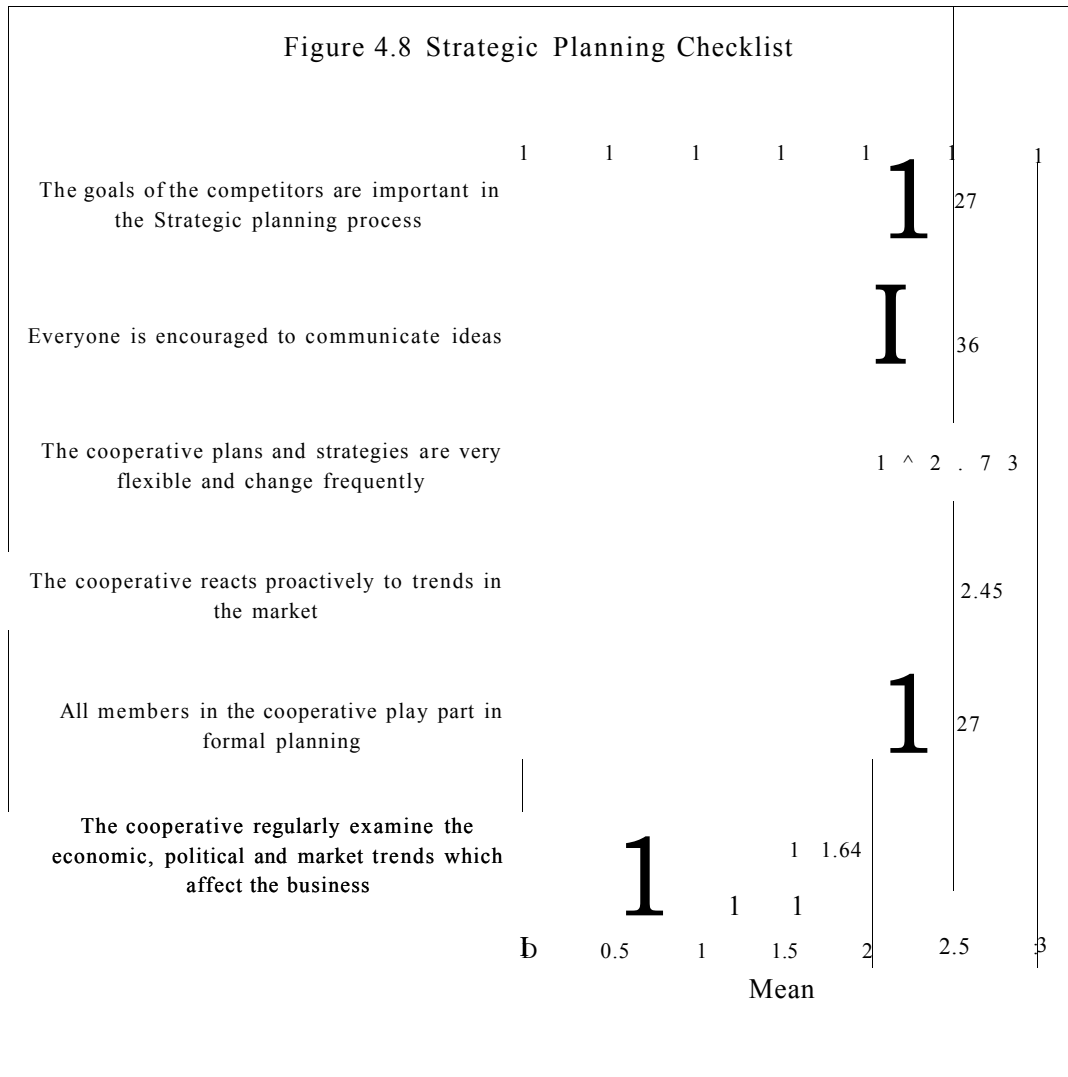 Figure 4.8 Strategic Planning Checklist
1 1 1 1 1 1 1
The goals of the competitors are important in
the Strategic planning process
1 27
Everyone is encouraged to communicate ideas
I 36
The cooperative plans and strategies are very
flexible and change frequently
1 ^ 2 . 7 3
The cooperative reacts proactively to trends in
the market
2.45
All members in the cooperative play part in
formal planning
1 27
The cooperative regularly examine the
economic, political and market trends which
affect the business
1 1 1.64
1 1
0.5 1 1.5 2 2.5 3
Mean